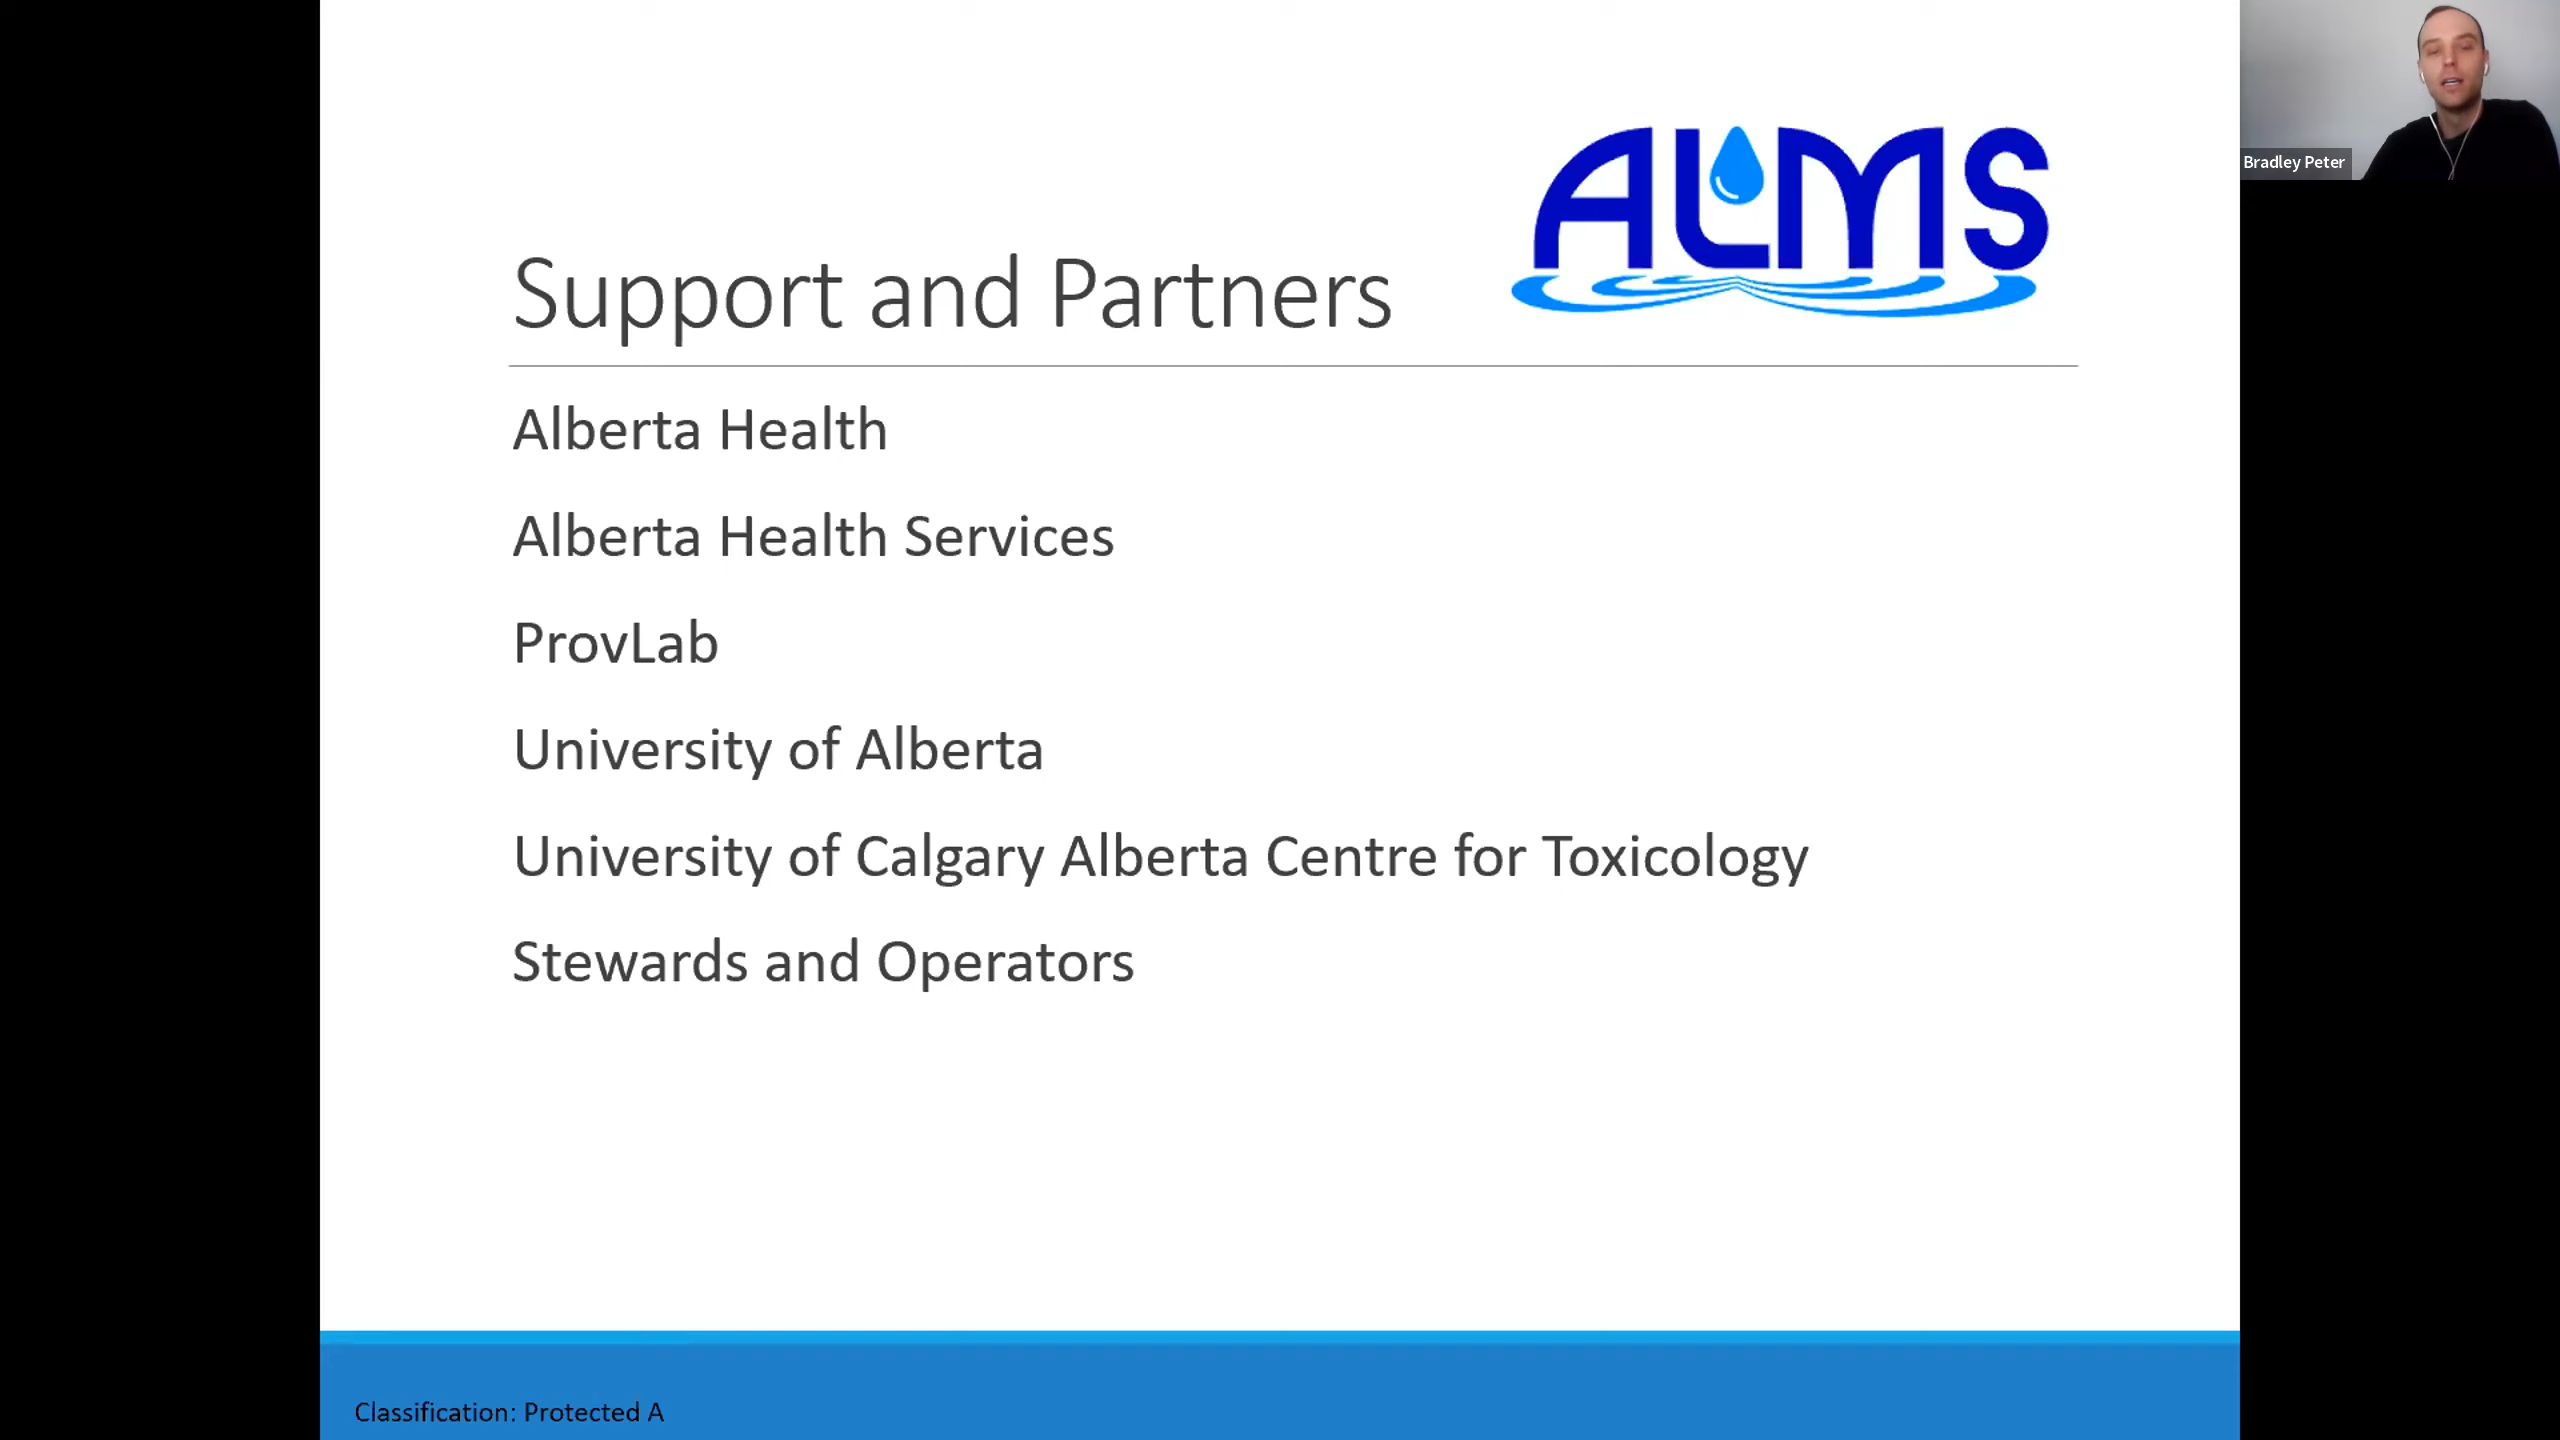 ALMS
Bradley Peter
Support and Partners
Alberta Health
Alberta Health Services
ProvLab
University of Alberta
University of Calgary Alberta Centre for Toxicology
Stewards and Operators
Classification: Protected A